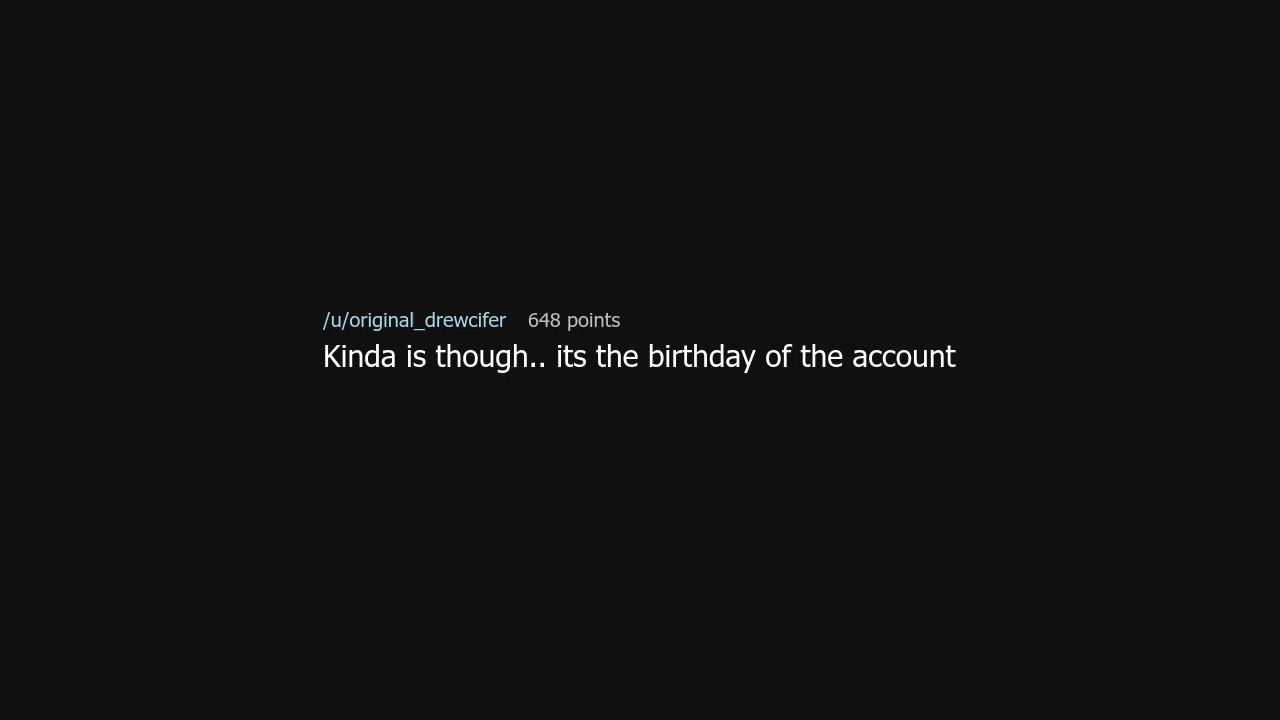 /u/original_drewcifer 648 points
Kinda is though.. its the birthday of the account